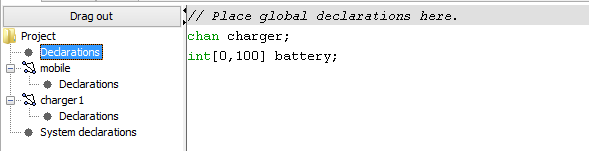 Drag out
Project
Declarations
mobile
Declarations
charger1
Declarations
System declarations
// Place global declarations here.
chan charger;
int[0,100] battery;